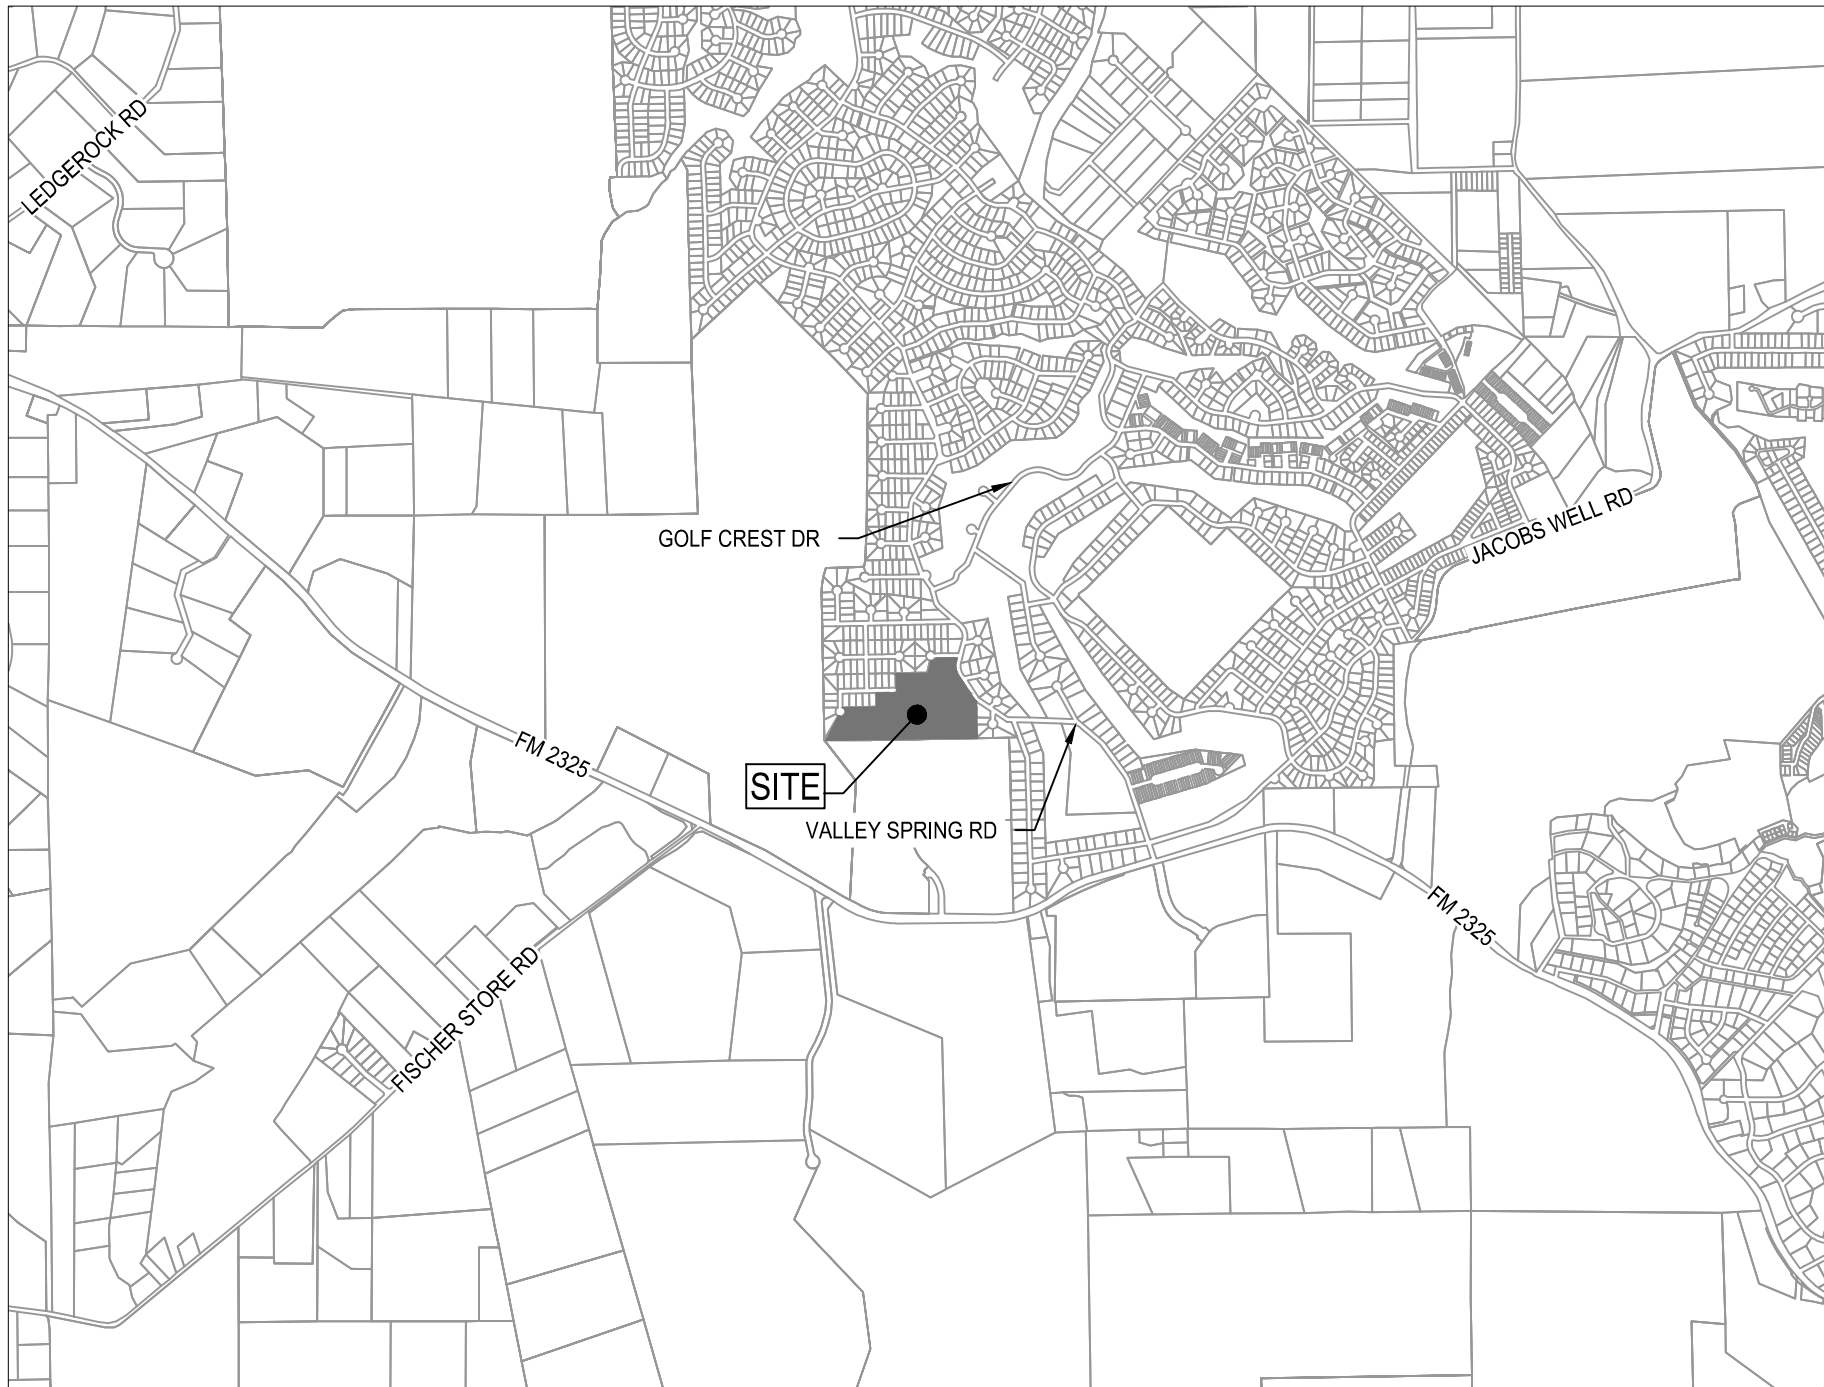 LEDGEROCK RD
GOLF CREST DR
JACOBS WELL RD
FM 2325
SITE
VALLEY SPRING RD
FM 2325
FISCHER STORE RD